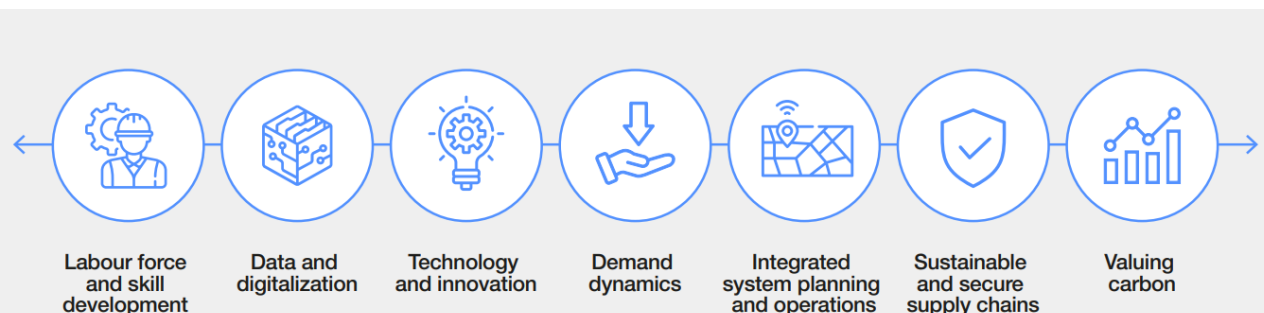 Labour force
and skill
development
Data and
digitalization
Technology
and innovation
Demand
dynamics
Integrated
system planning
and operations
Sustainable
and secure
supply chains
Valuing
carbon